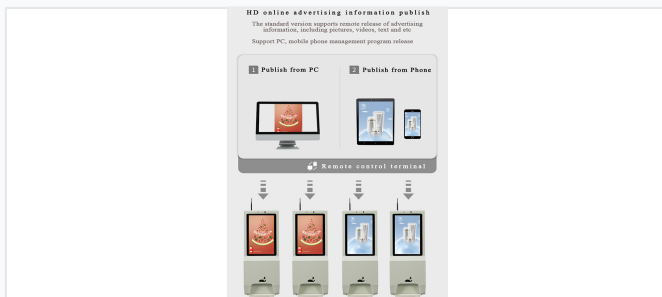 HD online advertising information publish
The standard version supports remote release of advertising
information, including pictures, videos, text and etc
Support PC, mobile phone management program release
1 Publish from PC
2 Publish from Phone
Remote control terminal